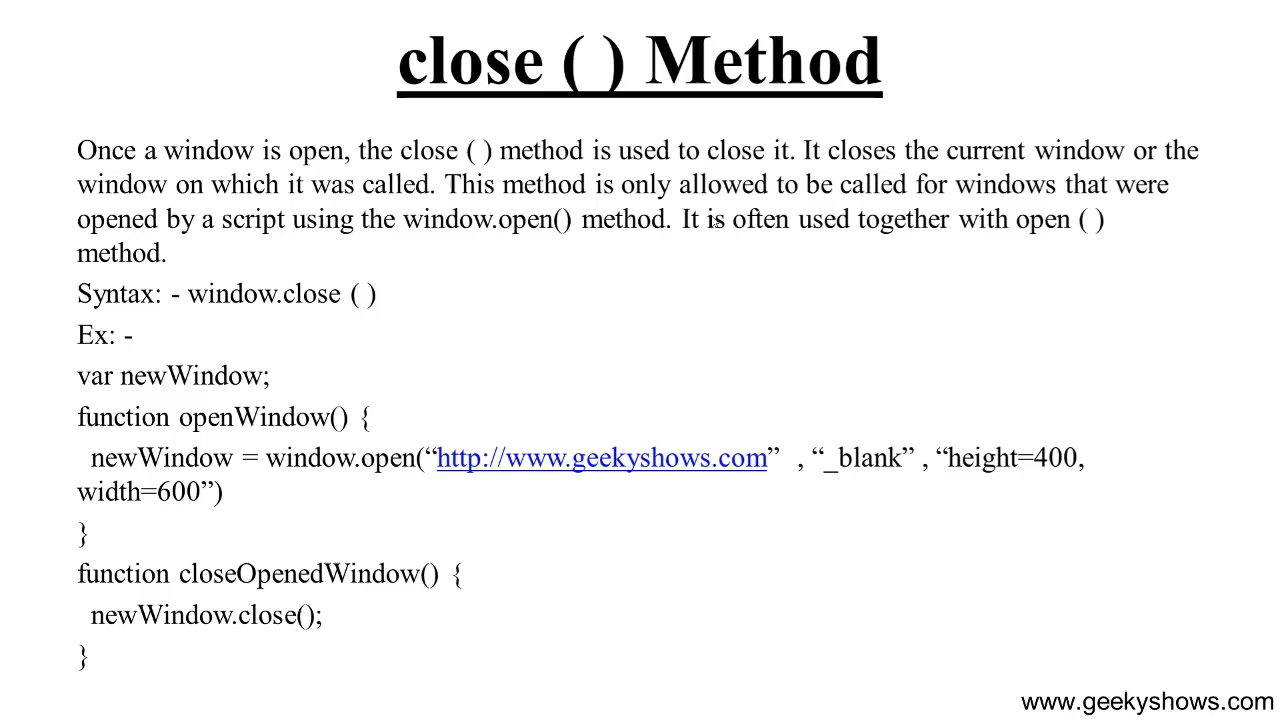 close ( ) Method
Once a window is open, the close ( ) method is used to close it. It closes the current window or the
window on which it was called. This method is only allowed to be called for windows that were
opened by a script using the window.open() method. It is often used together with open ( )
method.
Syntax: - window.close ( )
Ex: -
var newWindow;
function openWindow() {
newWindow = window.open(“http://www.geekyshows.com” , “_blank” , “height=400,
width=600”)
}
function closeOpenedWindow() {
newWindow.close();
}
www.geekyshows.com